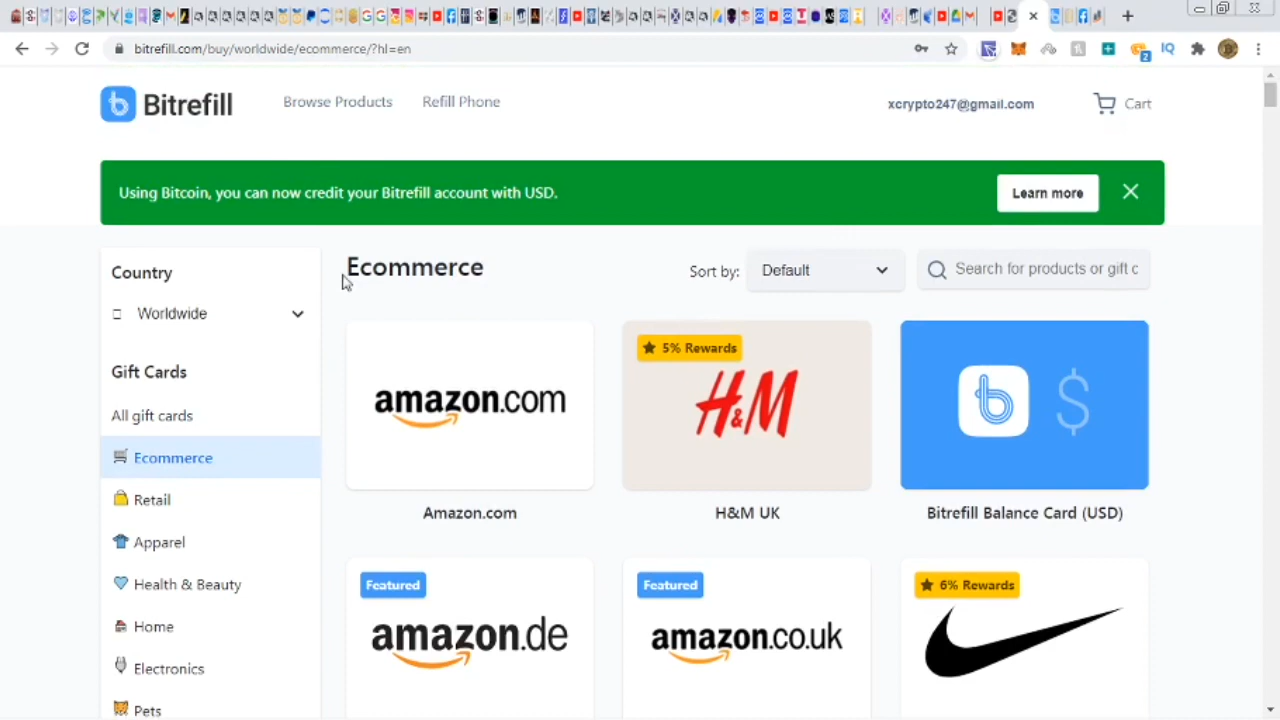 bitrefill.com/buy/worldwide/ecommerce/?hl=en
IQ
2
Bitrefill
Browse Products
Refill Phone
xcrypto247@gmail.com
Cart
Using Bitcoin, you can now credit your Bitrefill account with USD.
Learn more
Country
Worldwide
Gift Cards
All gift cards
Ecommerce
Retail
Apparel
Health & Beauty
Home
Electronics
Pets
Ecommerce
Sort by:
Default
Search for products or gift c
amazon.com
Amazon.com
5% Rewards
H&M
H&M UK
b $
Bitrefill Balance Card (USD)
Featured
amazon.de
Featured
amazon.co.uk
6% Rewards